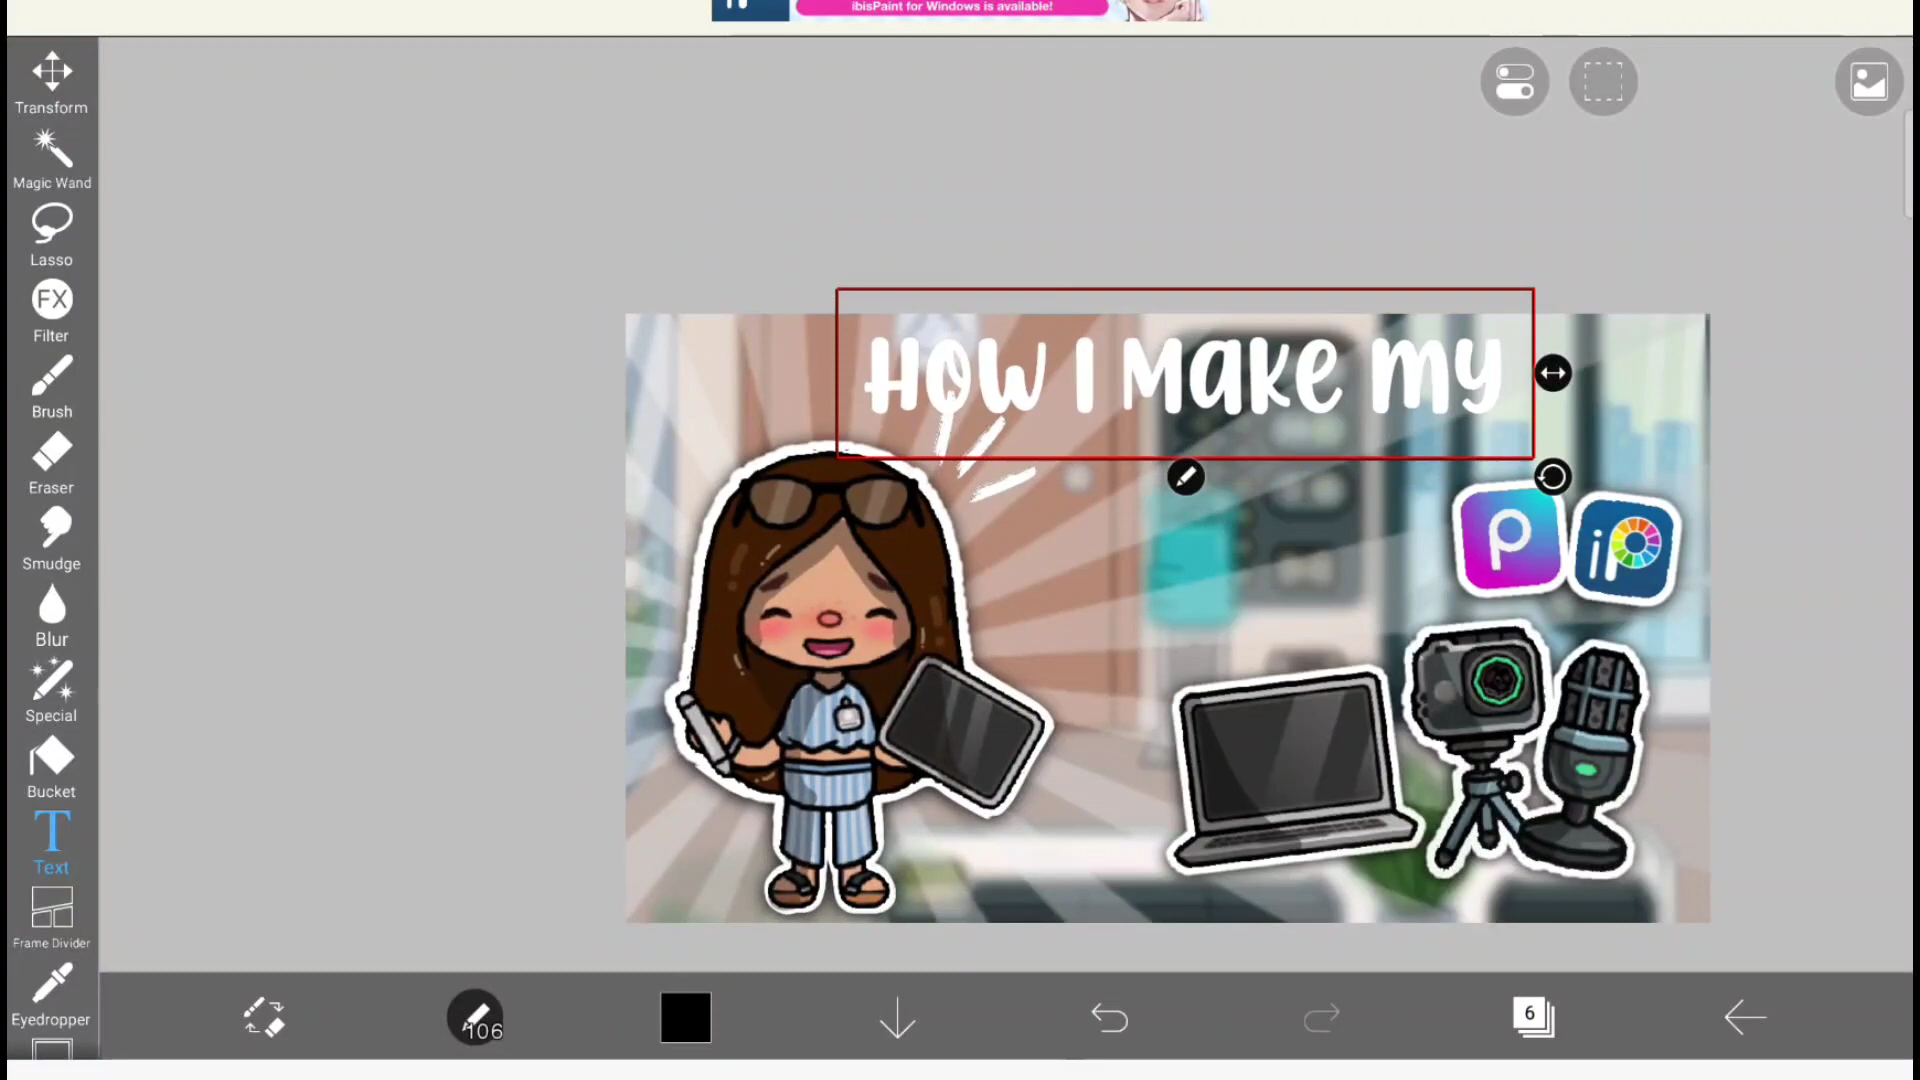 ibisPaint for Windows is available!
Transform
Magic Wand
Lasso
FX
Filter
Brush
Eraser
Smudge
Blur
Special
Bucket
T
Text
Frame Divider
Eyedropper
How I Make my
P
iP
106
6